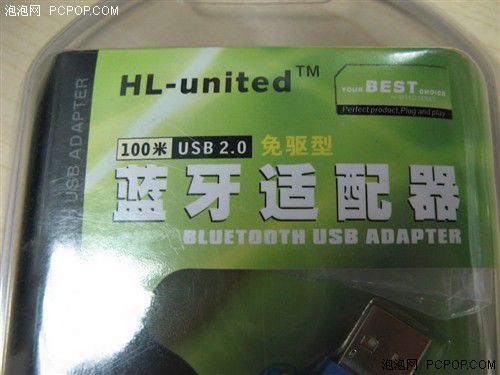 泡泡网 PCPOP.COM
HL-united™
YOUR BEST CHOICE
Perfect product, Plug and play
100米 USB 2.0 免驱型
蓝牙适配器
BLUETOOTH USB ADAPTER
TH USB ADAPTER
泡泡网 PCPOP.COM